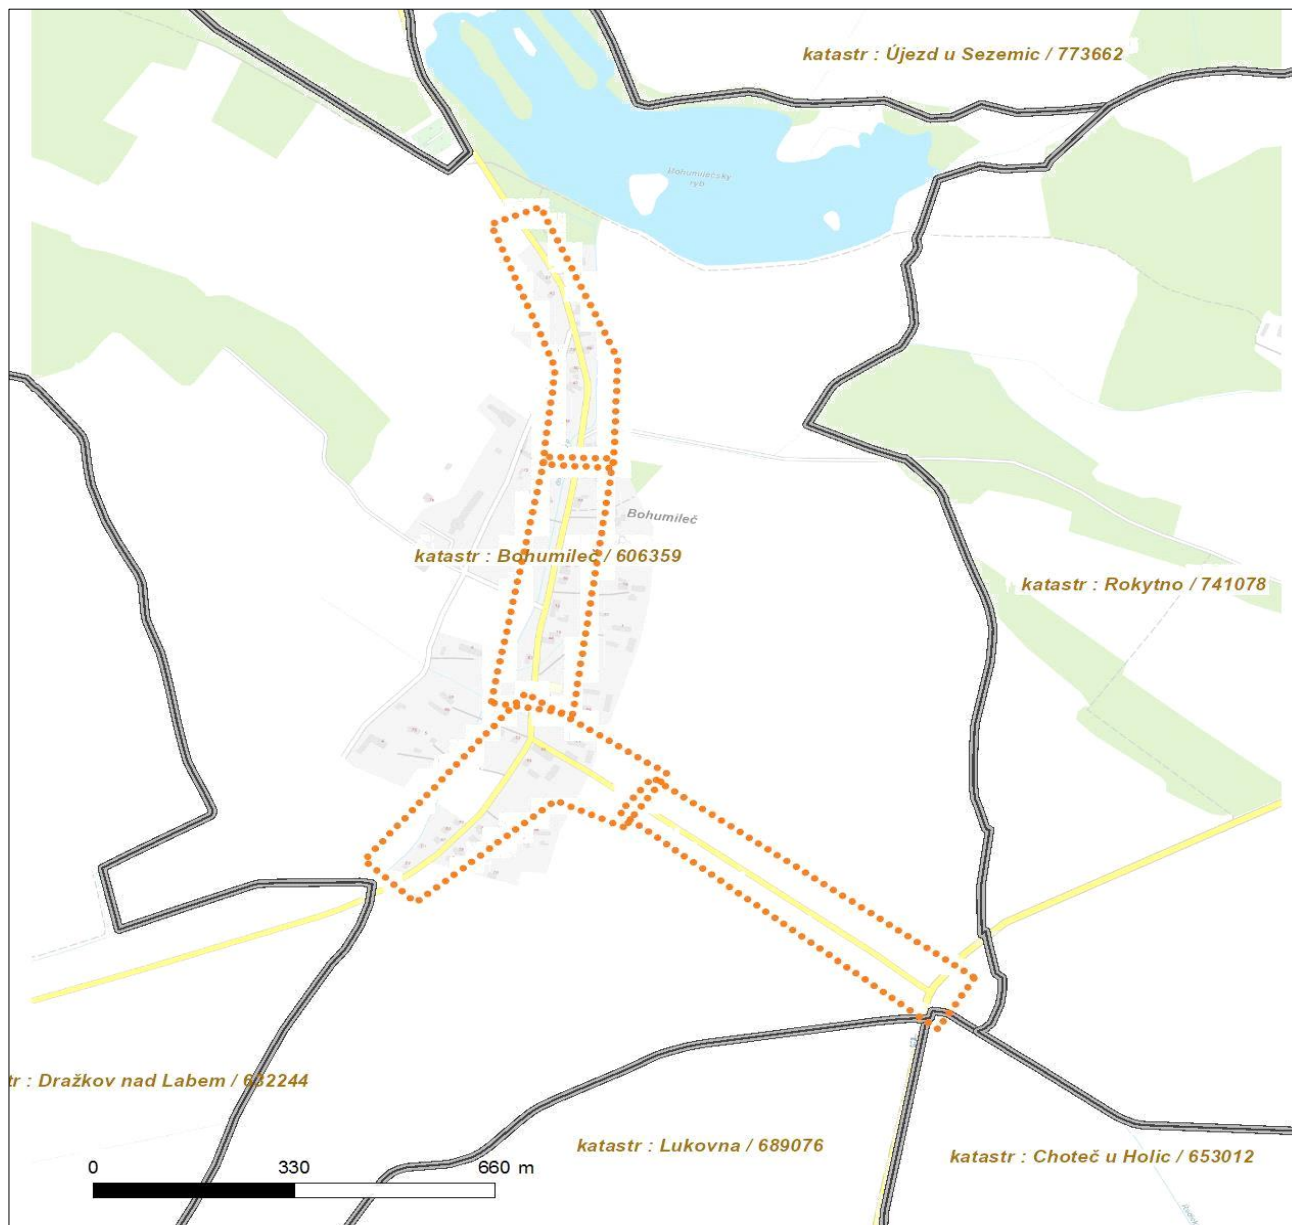 katastr : Újezd u Sezemic / 773662
Bohumilečský
ryb
Bohumileč
katastr : Bohumileč / 606359
katastr : Rokytno / 741078
tr : Dražkov nad Labem / 632244
katastr : Lukovna / 689076
katastr : Choteč u Holic / 653012
0 330 660 m